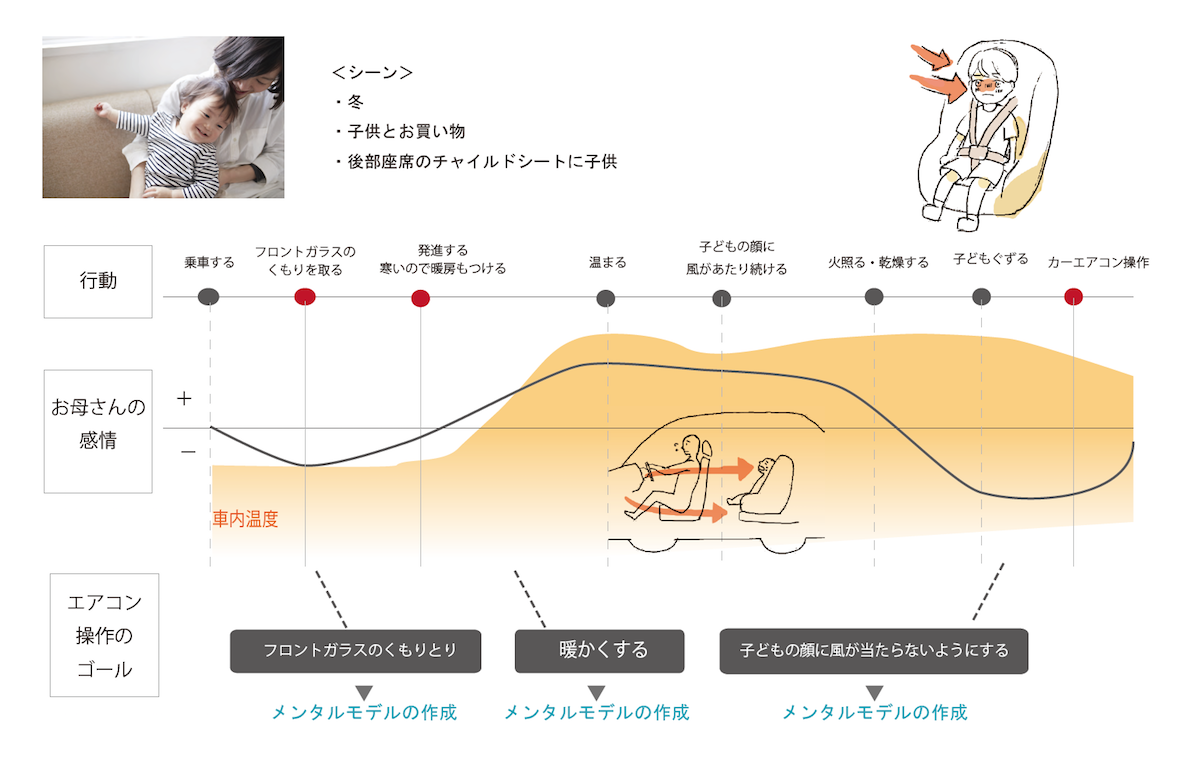 ＜シーン＞
・冬
・子供とお買い物
・後部座席のチャイルドシートに子供
行動
乗車する
フロントガラスの
くもりを取る
発進する
寒いので暖房もつける
温まる
子どもの顔に
風があたり続ける
火照る・乾燥する
子どもぐずる
カーエアコン操作
お母さんの
感情
＋
－
車内温度
エアコン
操作の
ゴール
フロントガラスのくもりとり
暖かくする
子どもの顔に風が当たらないようにする
メンタルモデルの作成
メンタルモデルの作成
メンタルモデルの作成